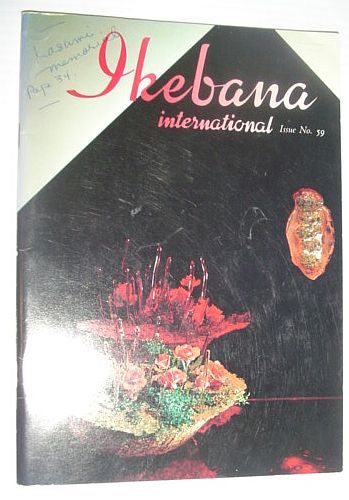 Kasumi
memorial
Page 34.
Ikebana
international Issue No. 59